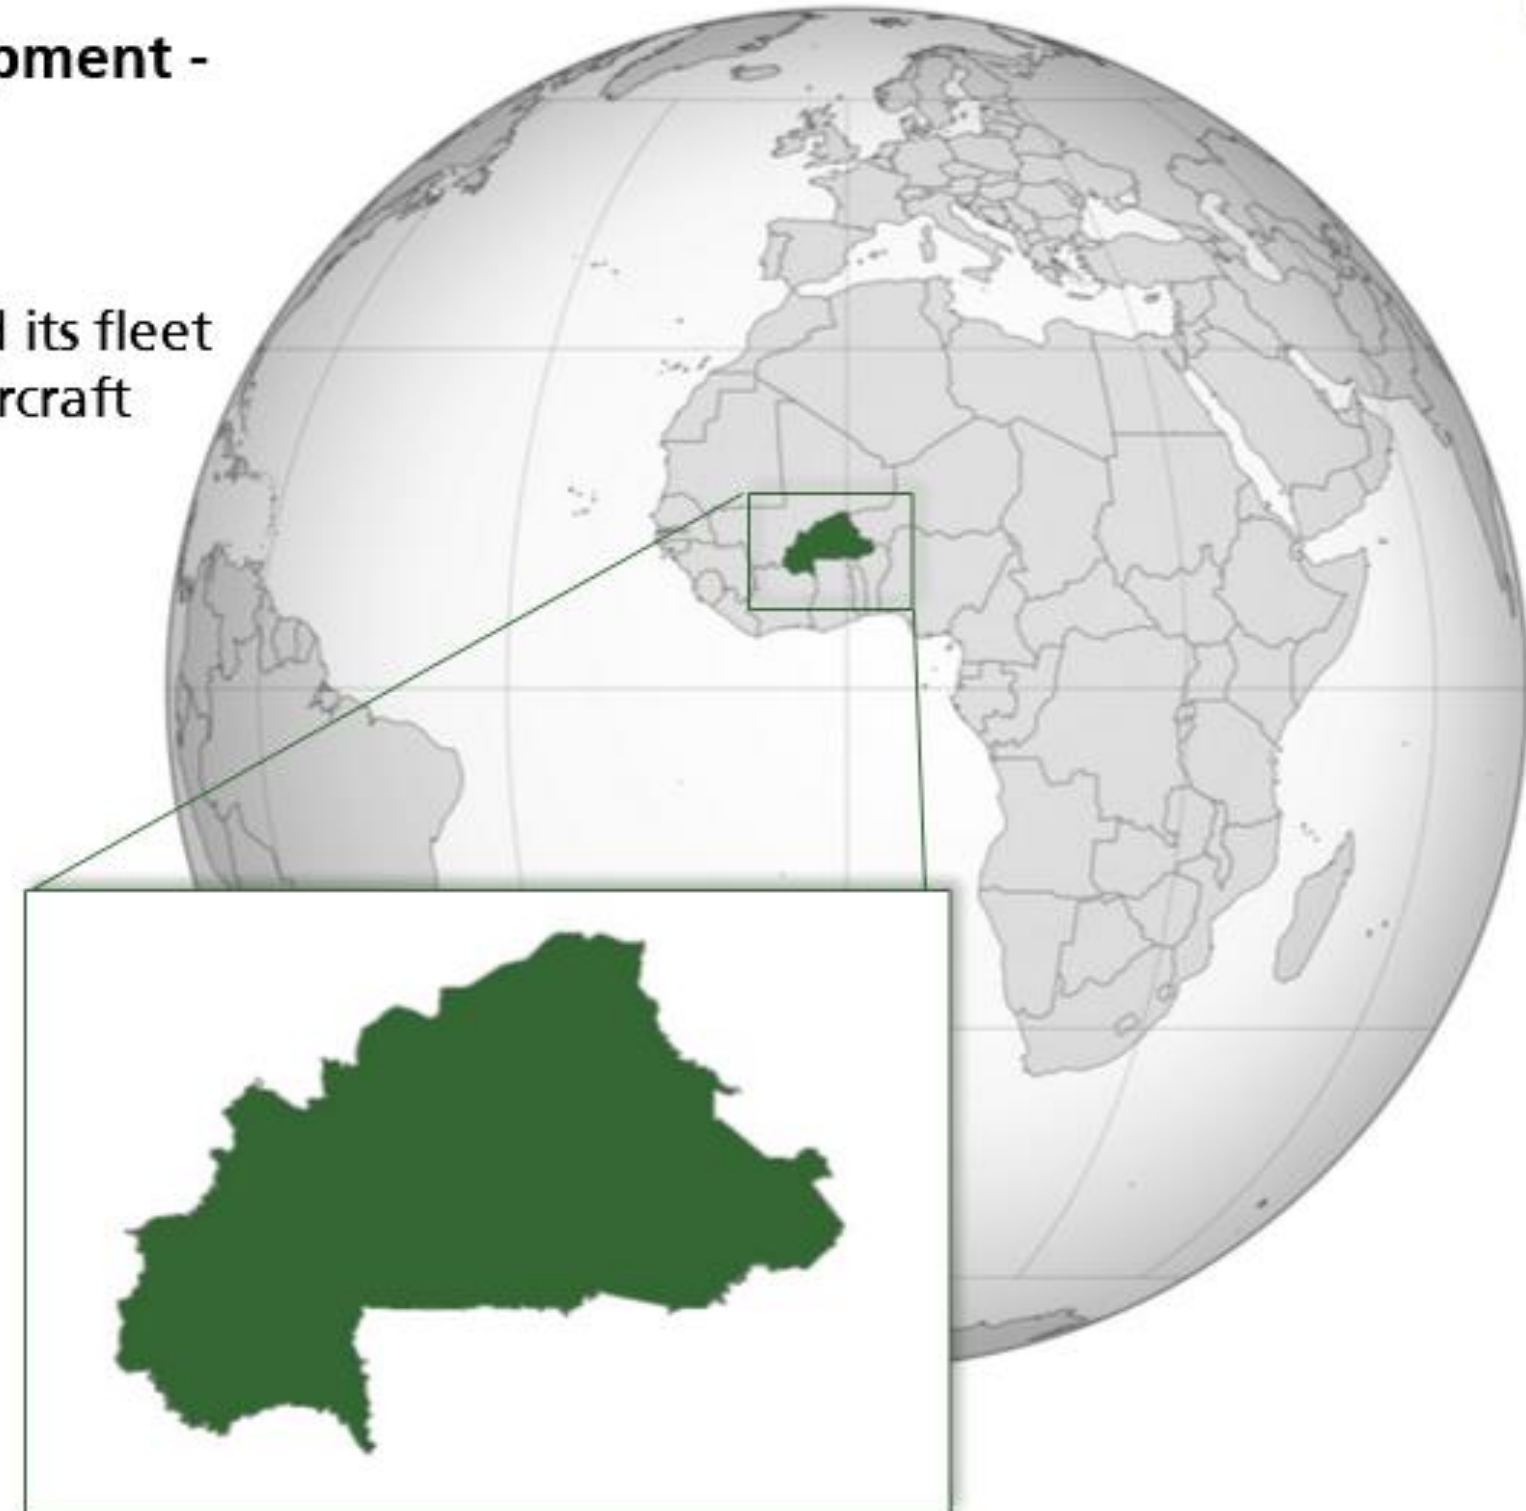 pment -
its fleet
rcraft